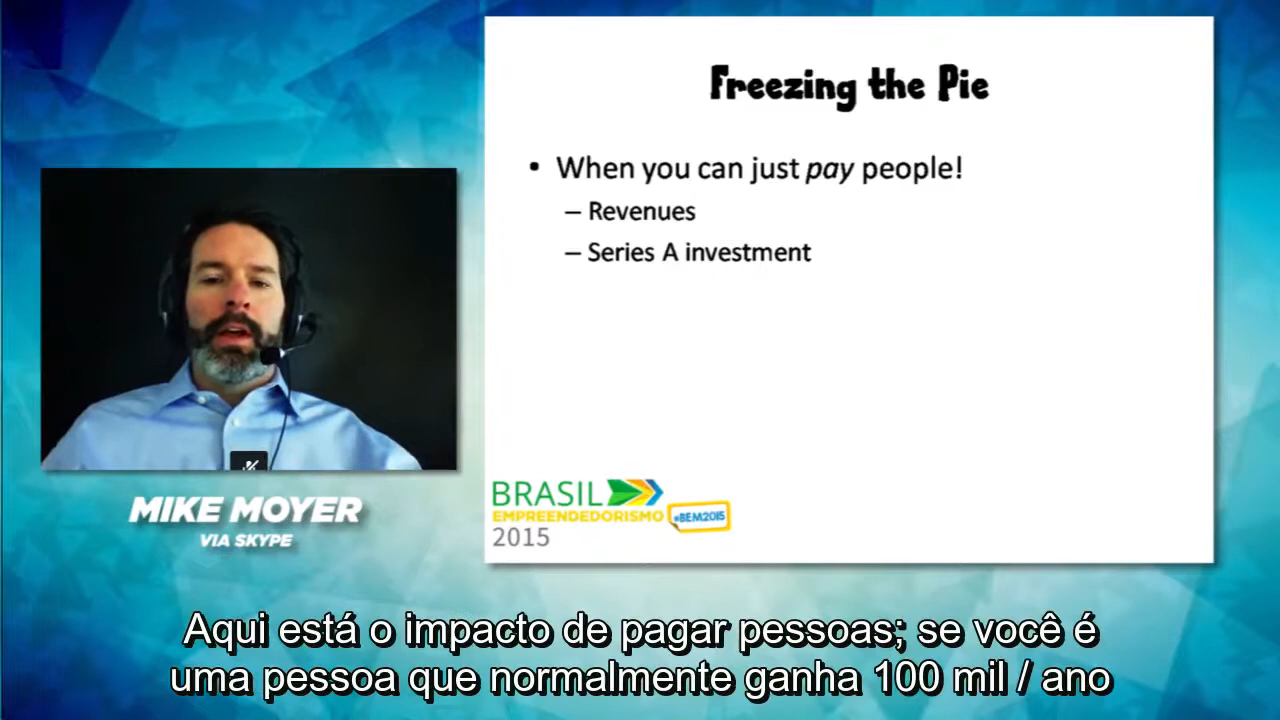 Freezing the Pie
• When you can just pay people!
– Revenues
– Series A investment
BRASIL
EMPREENDEDORISMO
#BEM2015
2015
MIKE MOYER
VIA SKYPE
Aqui está o impacto de pagar pessoas; se você é
uma pessoa que normalmente ganha 100 mil / ano